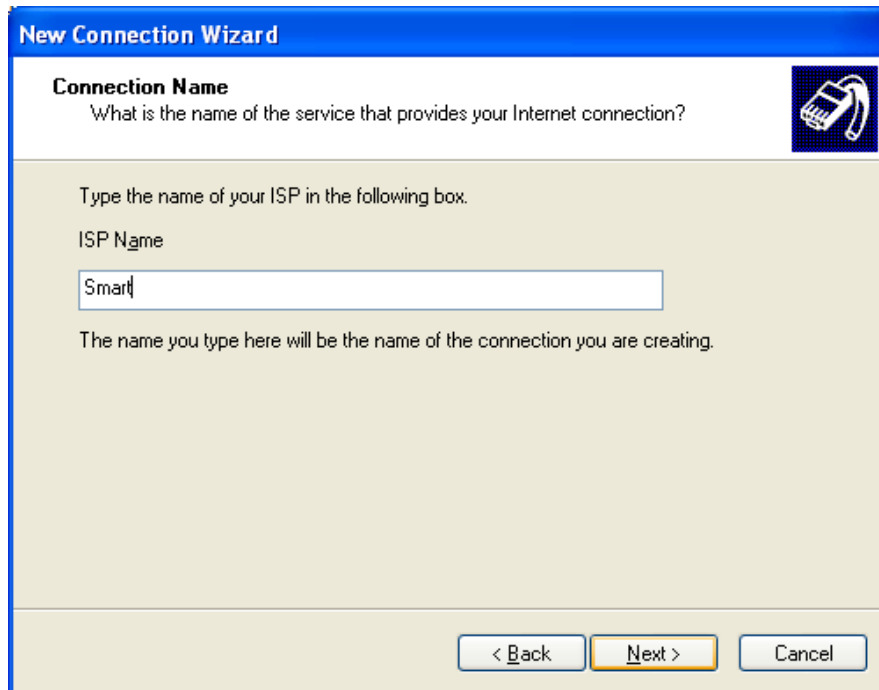 New Connection Wizard
Connection Name
What is the name of the service that provides your Internet connection?
Type the name of your ISP in the following box.
ISP Name
Smart
The name you type here will be the name of the connection you are creating.
< Back Next > Cancel